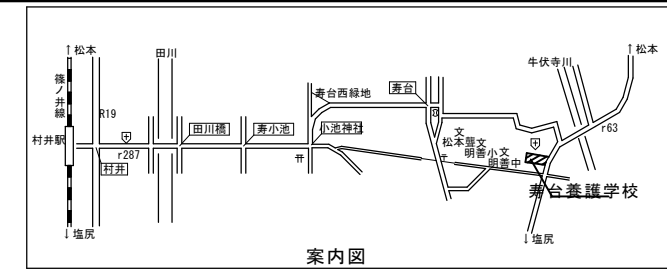 ↑松本
田川
↑松本
牛伏寺川
篠ノ井線
寿台西緑地
寿台
R19
r63
田川橋
寿小池
小池神社
村井駅
r287
村井
文
松本聾文
明善小文
明善中
寿台養護学校
↓塩尻
↓塩尻
案内図